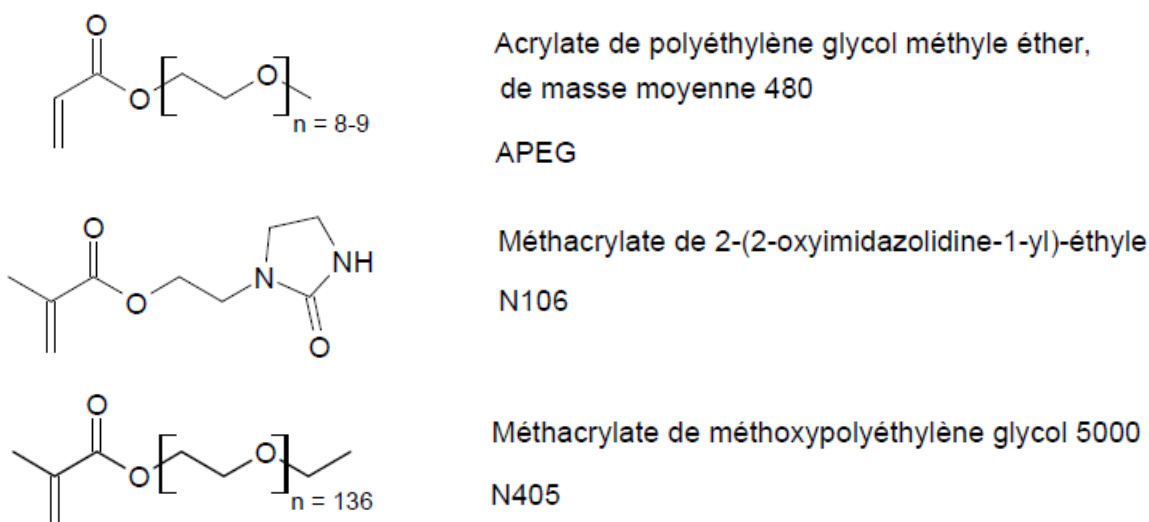 O
O
O
n = 8-9
Acrylate de polyéthylène glycol méthyle éther,
de masse moyenne 480
APEG
O
O
N
NH
O
Méthacrylate de 2-(2-oxyimidazolidine-1-yl)-éthyle
N106
O
O
O
n = 136
Méthacrylate de méthoxypolyéthylène glycol 5000
N405